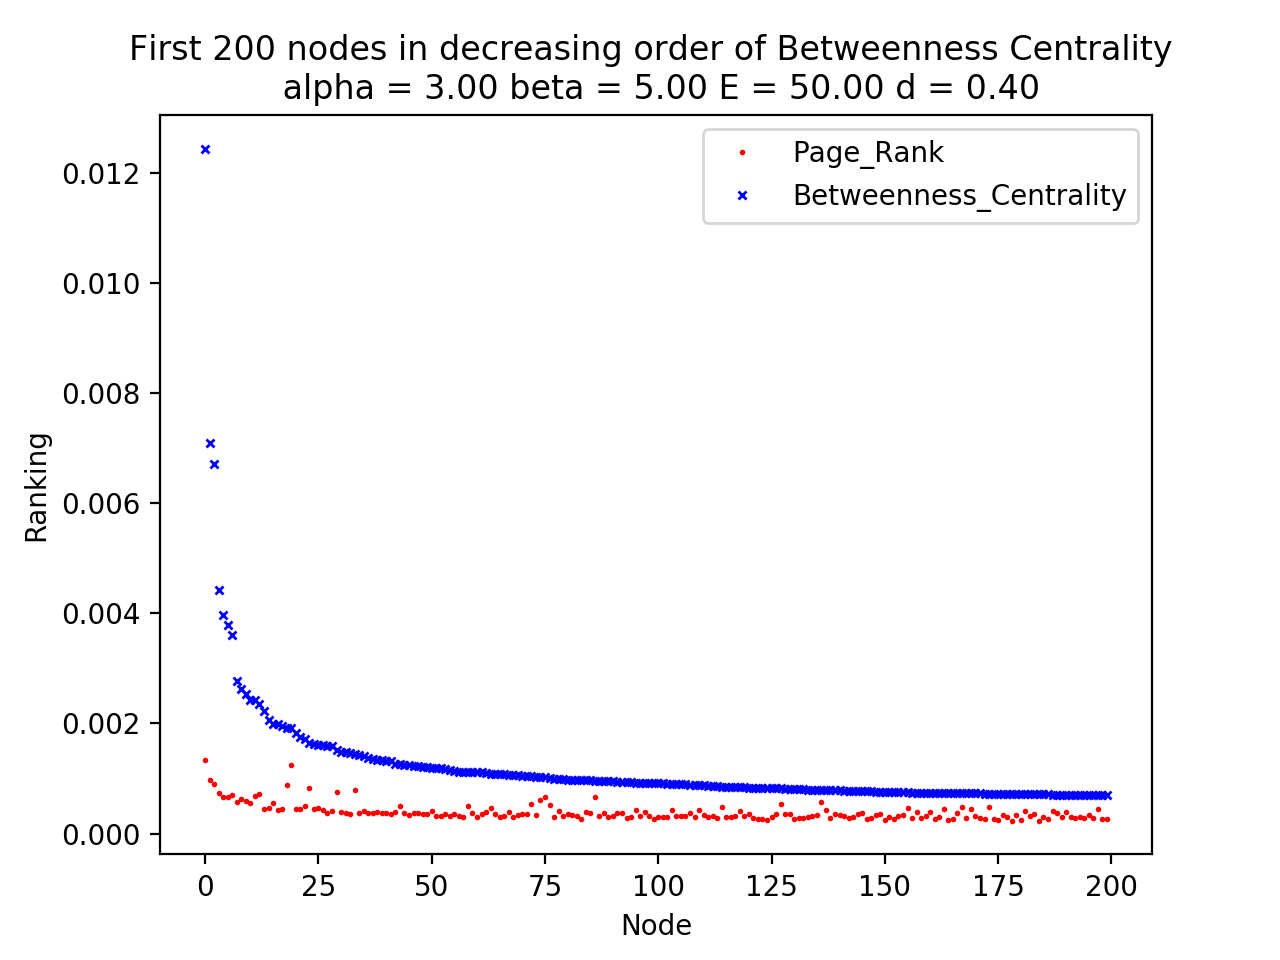 First 200 nodes in decreasing order of Betweenness Centrality
alpha = 3.00 beta = 5.00 E = 50.00 d = 0.40
Page_Rank
Betweenness_Centrality
0.012
0.010
0.008
0.006
0.004
0.002
0.000
Ranking
0 25 50 75 100 125 150 175 200
Node